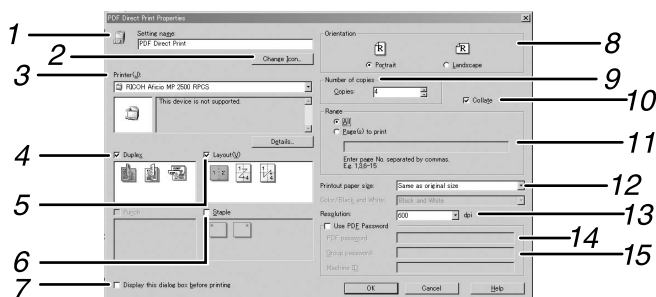 PDF Direct Print Properties
1
Setting name:
PDF Direct Print
2
Change Icon...
3
Printer(J):
RICOH Aficio MP 2500 RPCS
This device is not supported.
Details...
4
Duplex
5
Layout(V)
1 2
Punch
6
Staple
7
Display this dialog box before printing
Orientation
R
R
Portrait
Landscape
8
Number of copies
9
Copies:
4
Collate
10
Range
All
Page(s) to print
11
Enter page No. separated by commas.
E.g. 1,3,6-15
Printout paper size:
Same as original size
12
Color/Black and White:
Black and White
Resolution:
600
dpi
13
Use PDF Password
PDF password:
14
Group password:
15
Machine ID:
OK
Cancel
Help